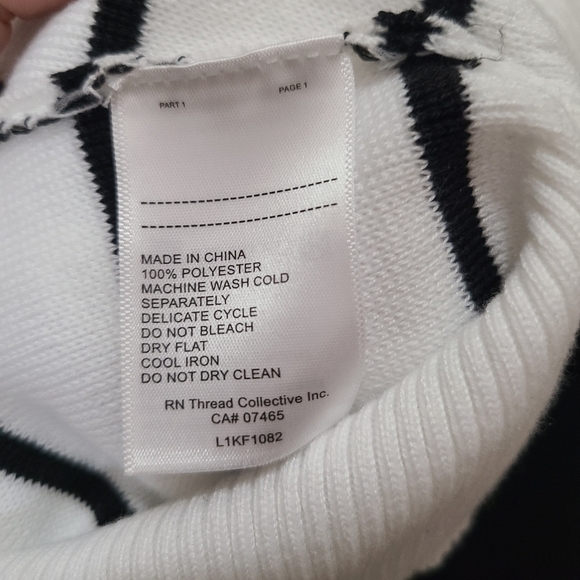 PART 1 PAGE 1
MADE IN CHINA
100% POLYESTER
MACHINE WASH COLD
SEPARATELY
DELICATE CYCLE
DO NOT BLEACH
DRY FLAT
COOL IRON
DO NOT DRY CLEAN
RN Thread Collective Inc.
CA# 07465
L1KF1082